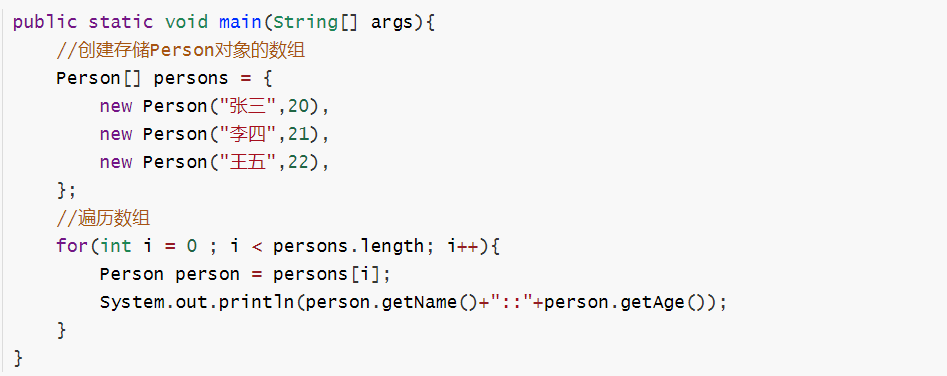 public static void main(String[] args){
    //创建存储Person对象的数组
    Person[] persons = {
        new Person("张三",20),
        new Person("李四",21),
        new Person("王五",22),
    };
    //遍历数组
    for(int i = 0 ; i < persons.length; i++){
        Person person = persons[i];
        System.out.println(person.getName()+"::"+person.getAge());
    }
}